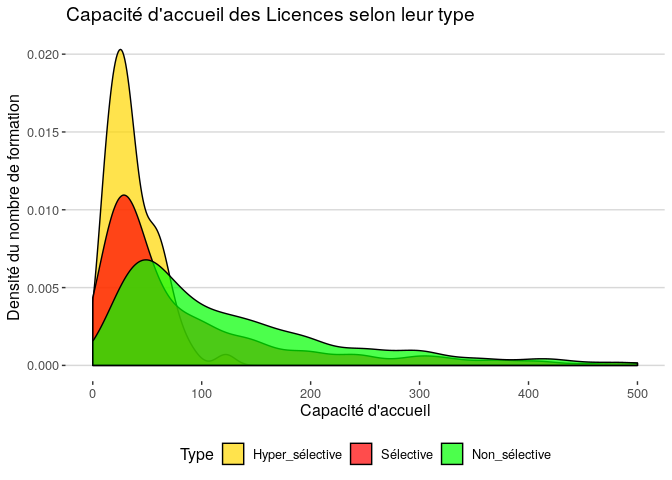 Capacité d'accueil des Licences selon leur type
Densité du nombre de formation
0.020
0.015
0.010
0.005
0.000
0 100 200 300 400 500
Capacité d'accueil
Type Hyper_sélective Sélective Non_sélective